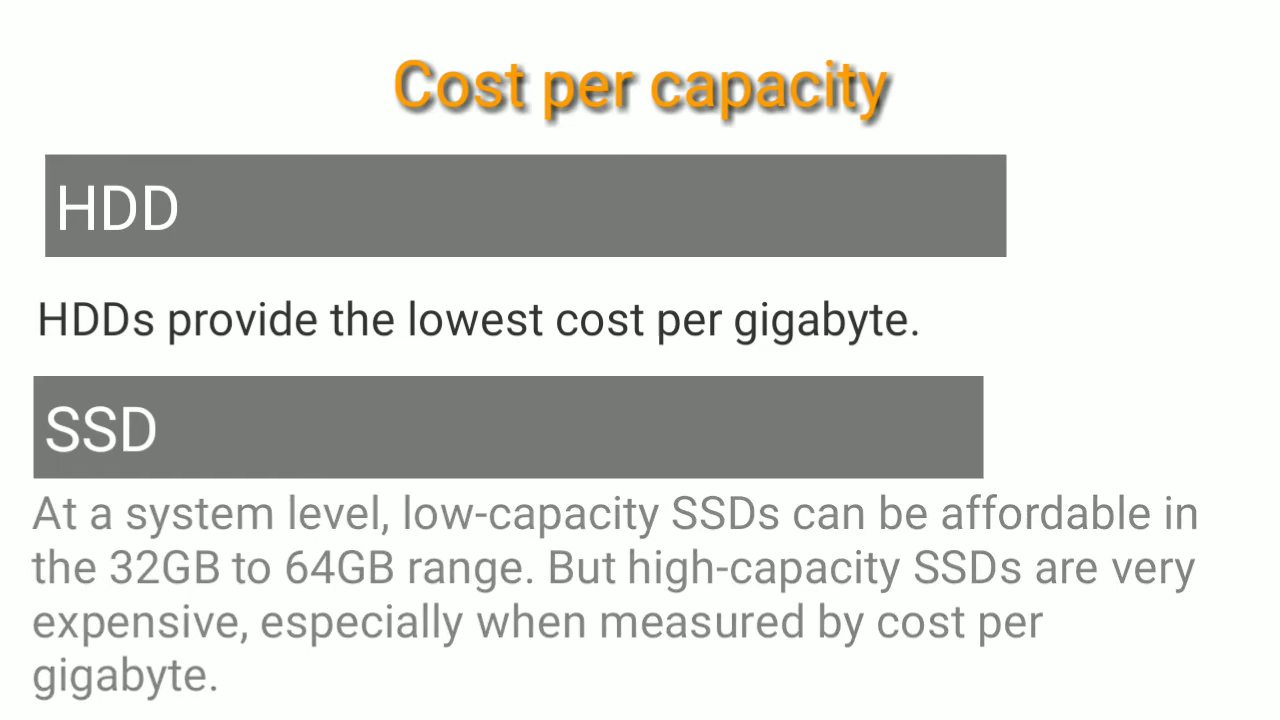 Cost per capacity
HDD
HDDs provide the lowest cost per gigabyte.
SSD
At a system level, low-capacity SSDs can be affordable in
the 32GB to 64GB range. But high-capacity SSDs are very
expensive, especially when measured by cost per
gigabyte.